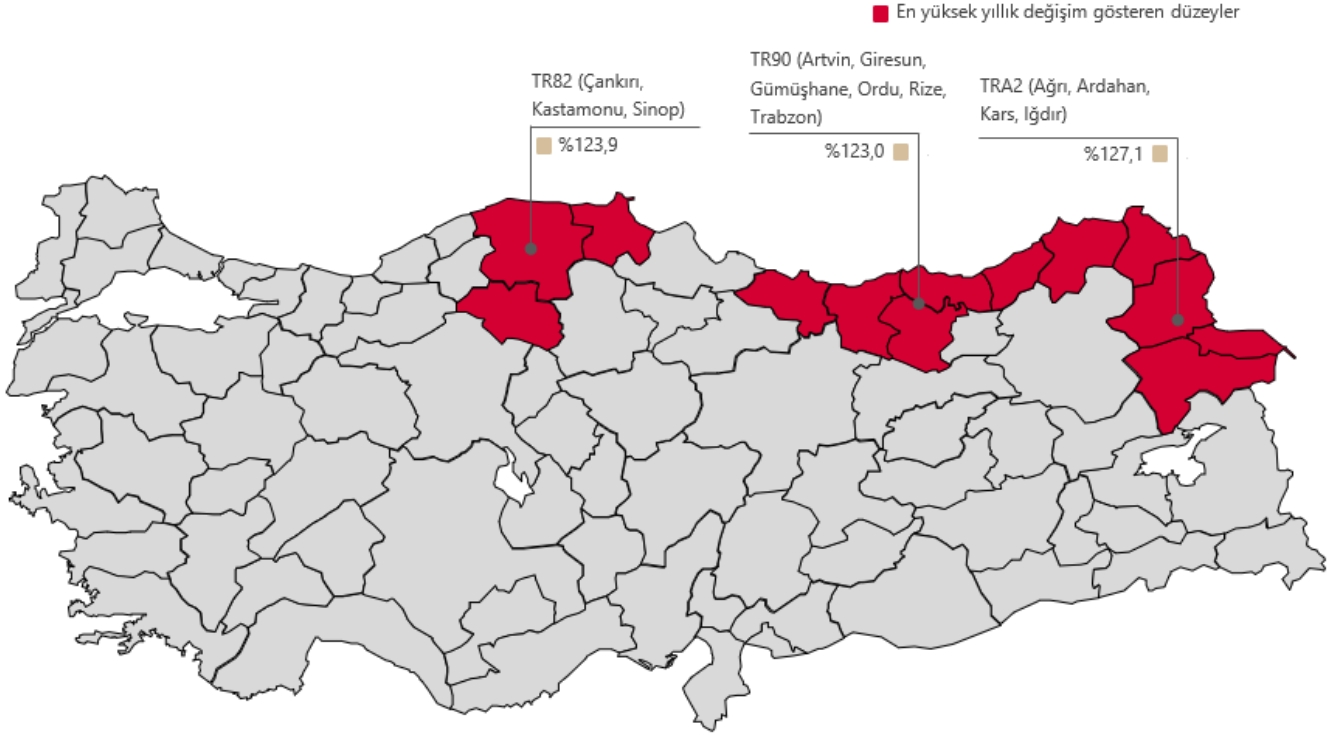 En yüksek yıllık değişim gösteren düzeyler
TR82 (Çankırı,
Kastamonu, Sinop)
%123,9
TR90 (Artvin, Giresun,
Gümüşhane, Ordu, Rize,
Trabzon)
%123,0
TRA2 (Ağrı, Ardahan,
Kars, Iğdır)
%127,1